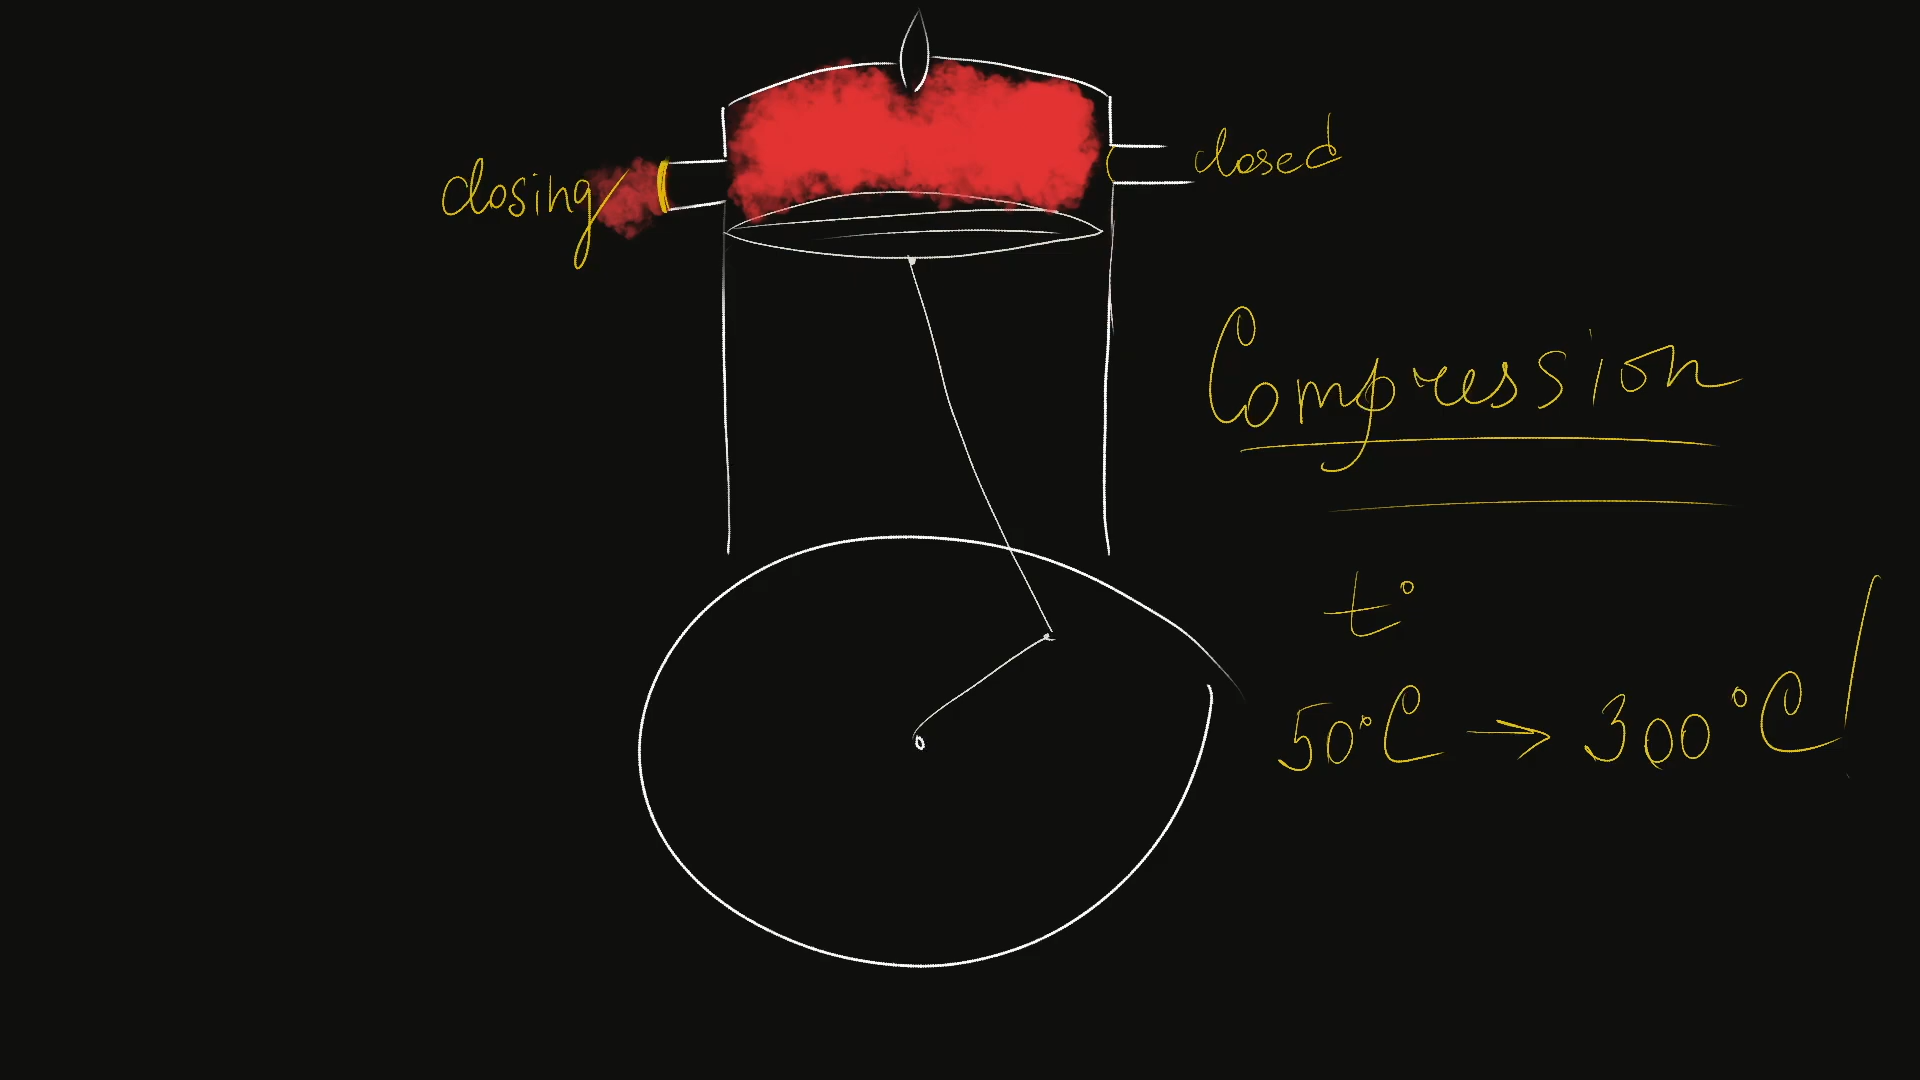 closing
closed
Compression
t°
50°C → 300°C